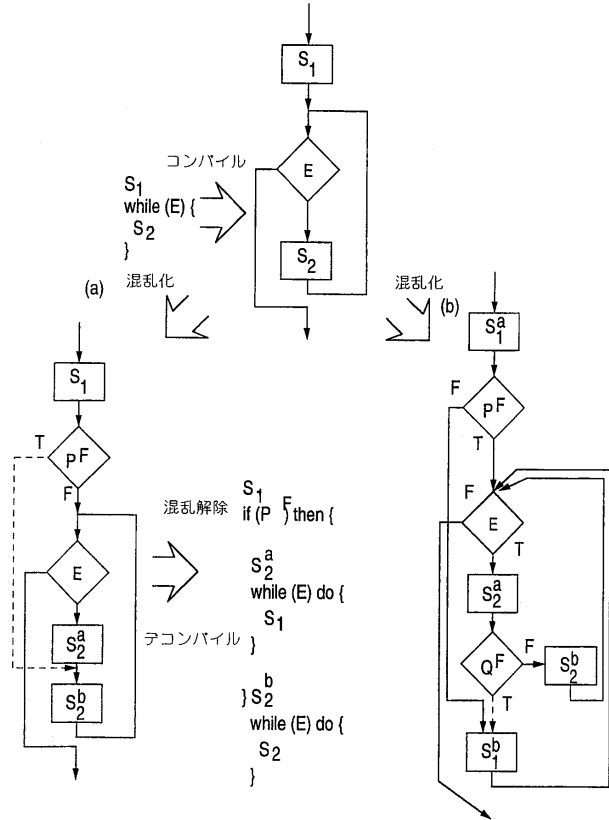 S1
E
S2
コンパイル
S1
while (E) {
S2
}
(a)
混乱化
混乱化
(b)
S1
T
PF
F
E
S2a
S2b
混乱解除
デコンパイル
S1
if (P F) then {
S2a
while (E) do {
S1
}
} S2b
while (E) do {
S2
}
S1a
F
PF
T
F
E
T
S2a
QF
F
S2b
T
S1b